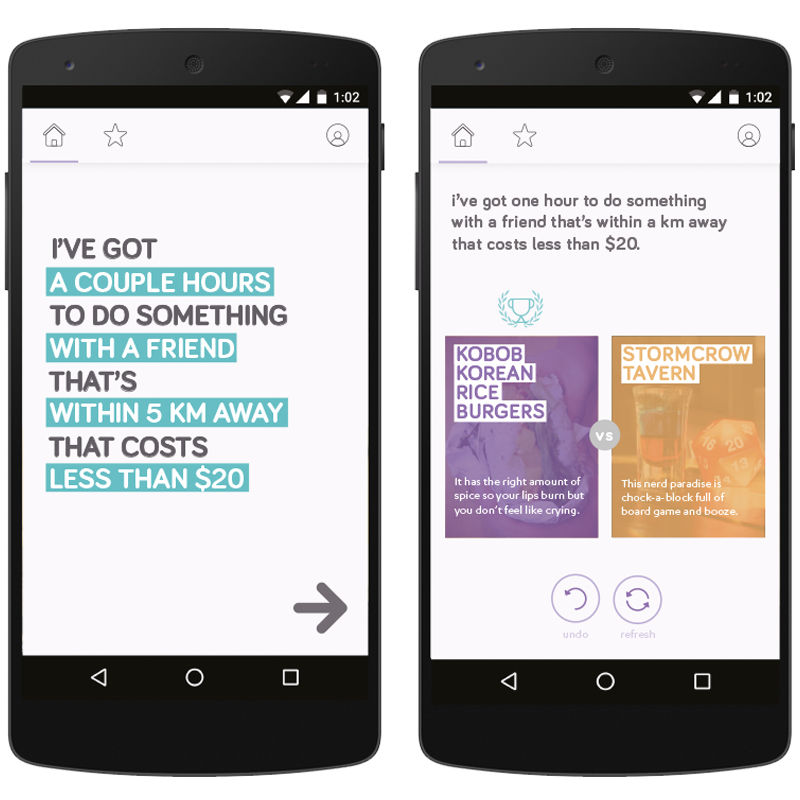 1:02
I'VE GOT
A COUPLE HOURS
TO DO SOMETHING
WITH A FRIEND
THAT'S
WITHIN 5 KM AWAY
THAT COSTS
LESS THAN $20
1:02
i've got one hour to do something
with a friend that's within a km away
that costs less than $20.
KOBOB
KOREAN
RICE
BURGERS
It has the right amount of
spice so your lips burn but
you don't feel like crying.
vs
STORMCROW
TAVERN
16
20
13
This nerd paradise is
chock-a-block full of
board game and booze.
undo
refresh